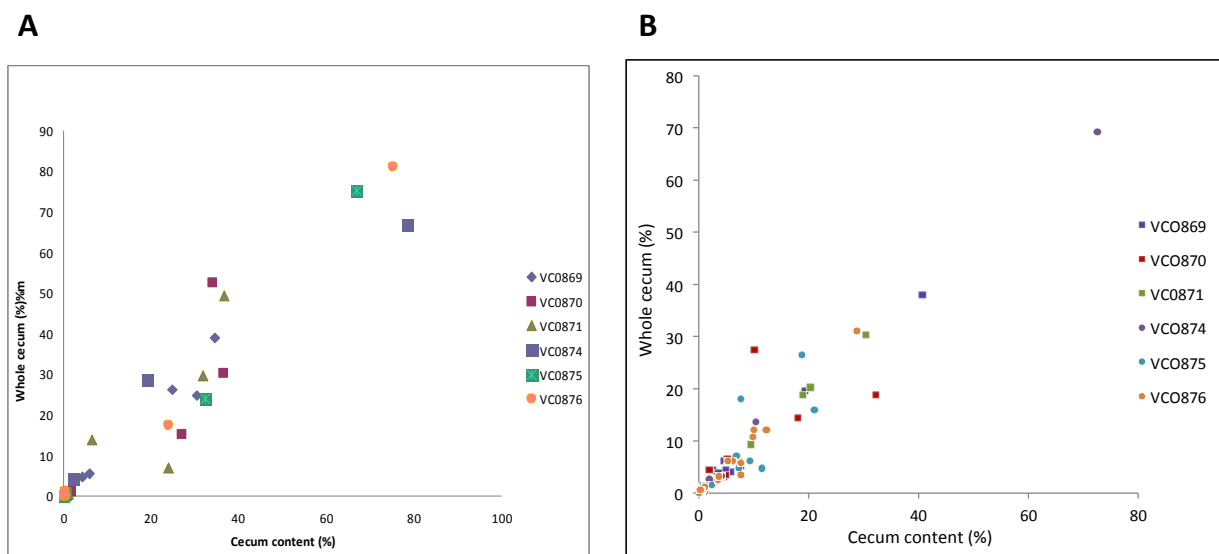 A
B
90
80
70
60
50
40
30
20
10
0
Whole cecum (%)%m
0 20 40 60 80 100
Cecum content (%)
VC0869
VC0870
VC0871
VC0874
VC0875
VC0876
80
70
60
50
40
30
20
10
0
Whole cecum (%)
0 20 40 60 80
Cecum content (%)
VCO869
VCO870
VC0871
VCO874
VCO875
VCO876